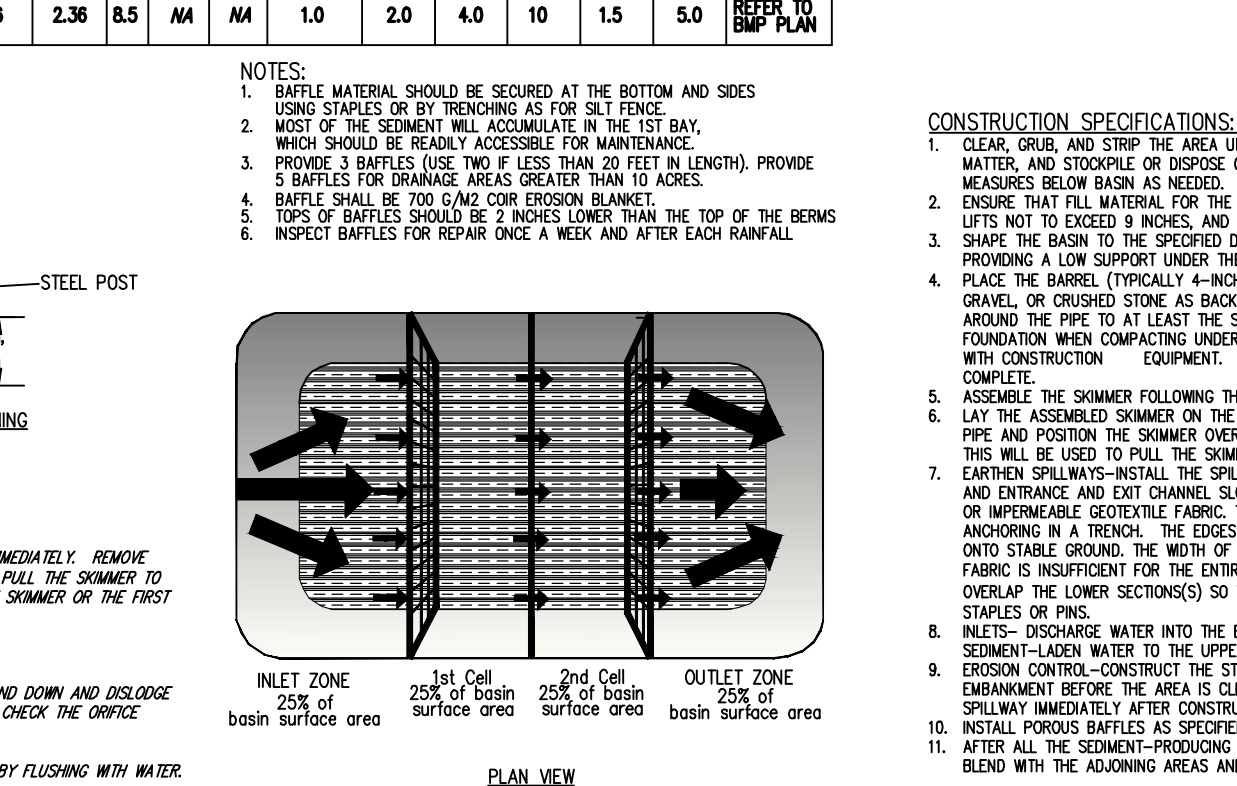 2.36 8.5 NA NA 1.0 2.0 4.0 10 1.5 5.0 REFER TO
BMP PLAN
NOTES:
1. BAFFLE MATERIAL SHOULD BE SECURED AT THE BOTTOM AND SIDES
USING STAPLES OR BY TRENCHING AS FOR SILT FENCE.
2. MOST OF THE SEDIMENT WILL ACCUMULATE IN THE 1ST BAY,
WHICH SHOULD BE READILY ACCESSIBLE FOR MAINTENANCE.
3. PROVIDE 3 BAFFLES (USE TWO IF LESS THAN 20 FEET IN LENGTH). PROVIDE
5 BAFFLES FOR DRAINAGE AREAS GREATER THAN 10 ACRES.
4. BAFFLE SHALL BE 700 G/M2 COIR EROSION BLANKET.
5. TOPS OF BAFFLES SHOULD BE 2 INCHES LOWER THAN THE TOP OF THE BERMS
6. INSPECT BAFFLES FOR REPAIR ONCE A WEEK AND AFTER EACH RAINFALL
STEEL POST
MMEDIATELY. REMOVE
PULL THE SKIMMER TO
SKIMMER OR THE FIRST
ND DOWN AND DISLODGE
CHECK THE ORIFICE
BY FLUSHING WITH WATER.
INLET ZONE
25% of
basin surface area
1st Cell
25% of basin
surface area
2nd Cell
25% of basin
surface area
OUTLET ZONE
25% of
basin surface area
PLAN VIEW
CONSTRUCTION SPECIFICATIONS:
1. CLEAR, GRUB, AND STRIP THE AREA
MATTER, AND STOCKPILE OR DISPOSE
MEASURES BELOW BASIN AS NEEDED.
2. ENSURE THAT FILL MATERIAL FOR THE
LIFTS NOT TO EXCEED 9 INCHES, AND
3. SHAPE THE BASIN TO THE SPECIFIED
PROVIDING A LOW SUPPORT UNDER
4. PLACE THE BARREL (TYPICALLY 4-INCH
GRAVEL, OR CRUSHED STONE AS
AROUND THE PIPE TO AT LEAST THE
FOUNDATION WHEN COMPACTING UNDER
WITH CONSTRUCTION EQUIPMENT.
COMPLETE.
5. ASSEMBLE THE SKIMMER FOLLOWING
6. LAY THE ASSEMBLED SKIMMER ON THE
PIPE AND POSITION THE SKIMMER OVER
THIS WILL BE USED TO PULL THE
7. EARTHEN SPILLWAYS-INSTALL THE
AND ENTRANCE AND EXIT CHANNEL
OR IMPERMEABLE GEOTEXTILE FABRIC.
ANCHORING IN A TRENCH. THE EDGES
ONTO STABLE GROUND. THE WIDTH OF
FABRIC IS INSUFFICIENT FOR THE
OVERLAP THE LOWER SECTIONS(S) SO
STAPLES OR PINS.
8. INLETS- DISCHARGE WATER INTO THE
SEDIMENT-LADEN WATER TO THE
9. EROSION CONTROL-CONSTRUCT THE
EMBANKMENT BEFORE THE AREA IS
SPILLWAY IMMEDIATELY AFTER
10. INSTALL POROUS BAFFLES AS
11. AFTER ALL THE SEDIMENT-PRODUCING
BLEND WITH THE ADJOINING AREAS